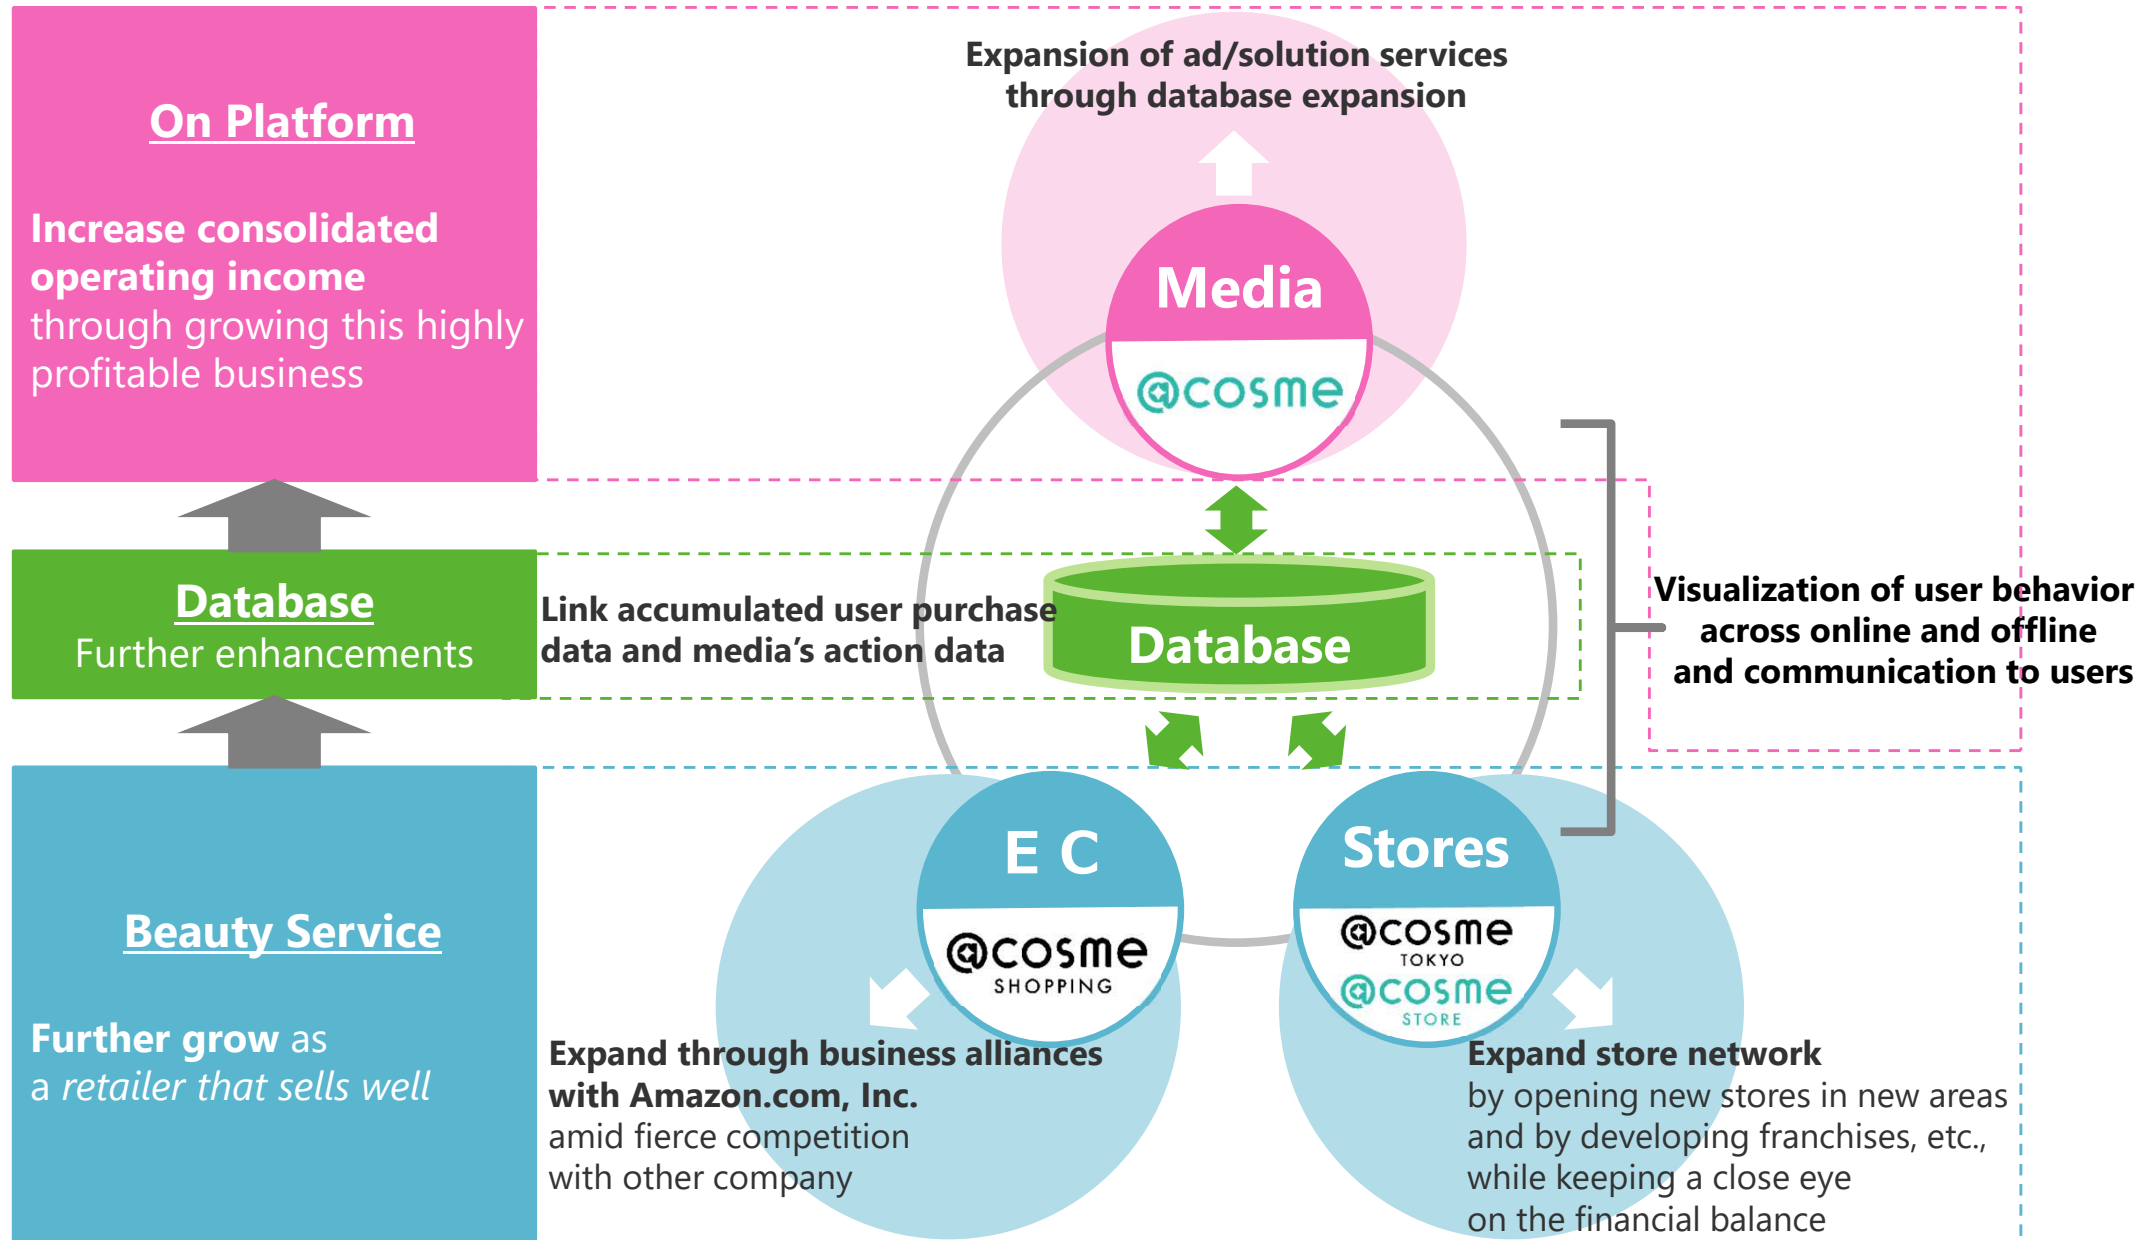 On Platform
Increase consolidated
operating income
through growing this highly
profitable business
Database
Further enhancements
Beauty Service
Further grow as
a retailer that sells well
Expansion of ad/solution services
through database expansion
Media
@cosme
Link accumulated user purchase
data and media’s action data
Database
Visualization of user behavior
across online and offline
and communication to users
E C
@cosme
SHOPPING
Expand through business alliances
with Amazon.com, Inc.
amid fierce competition
with other company
Stores
@cosme
TOKYO
@cosme
STORE
Expand store network
by opening new stores in new areas
and by developing franchises, etc.,
while keeping a close eye
on the financial balance